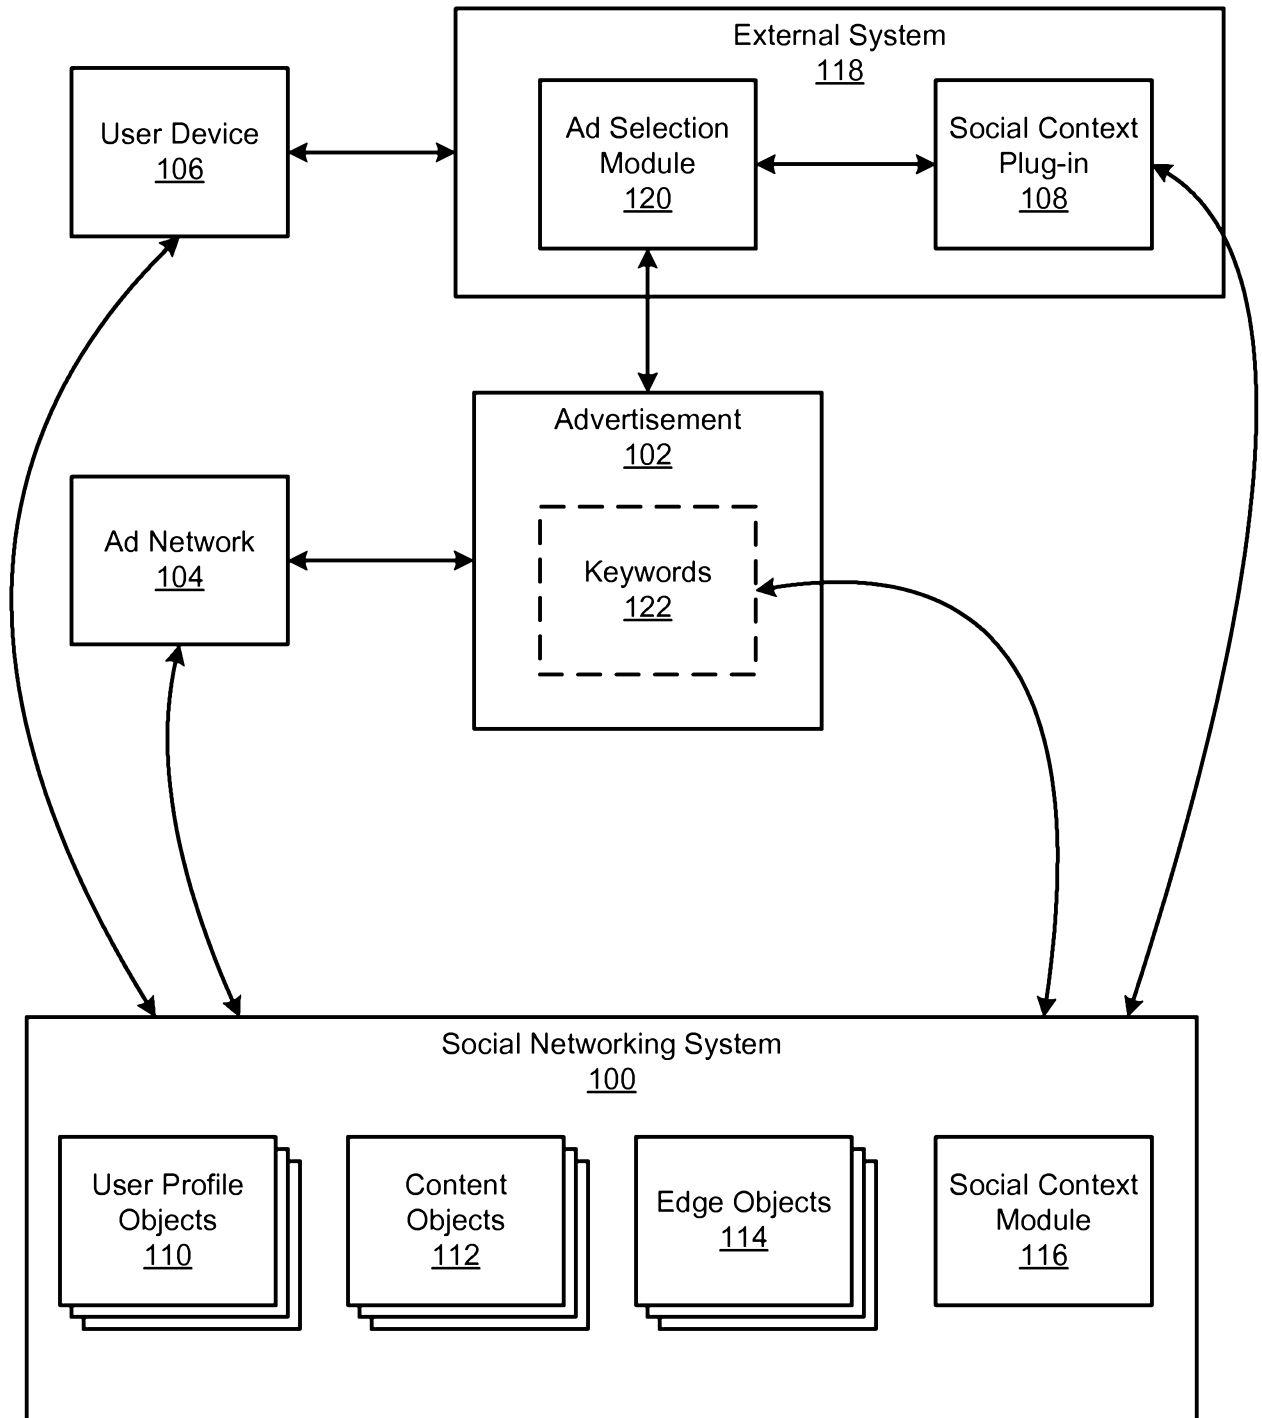 External System
118
User Device
106
Ad Selection
Module
120
Social Context
Plug-in
108
Advertisement
102
Ad Network
104
Keywords
122
Social Networking System
100
User Profile
Objects
110
Content
Objects
112
Edge Objects
114
Social Context
Module
116